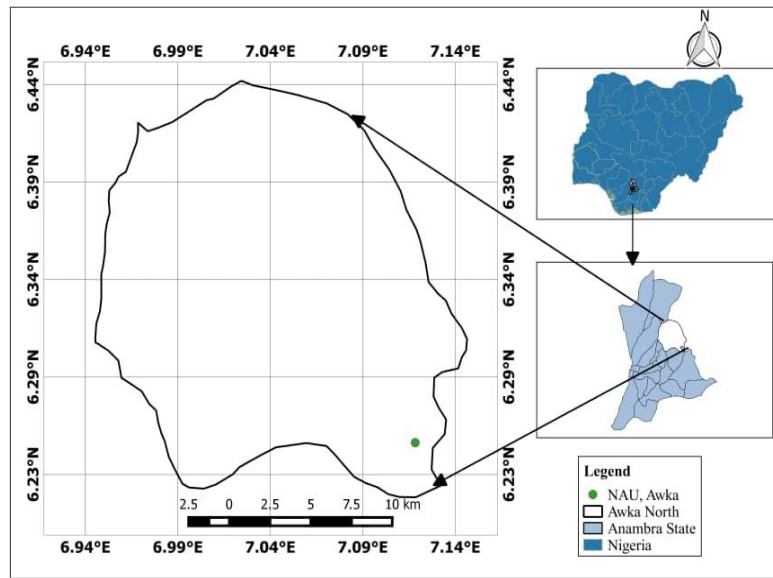 6.94°E 6.99°E 7.04°E 7.09°E 7.14°E
N
6.44°N 6.44°N
6.39°N 6.39°N
6.34°N 6.34°N
6.29°N 6.29°N
6.23°N 6.23°N
2.5 0 2.5 5 7.5 10 km
6.94°E 6.99°E 7.04°E 7.09°E 7.14°E
Legend
NAU, Awka
Awka North
Anambra State
Nigeria